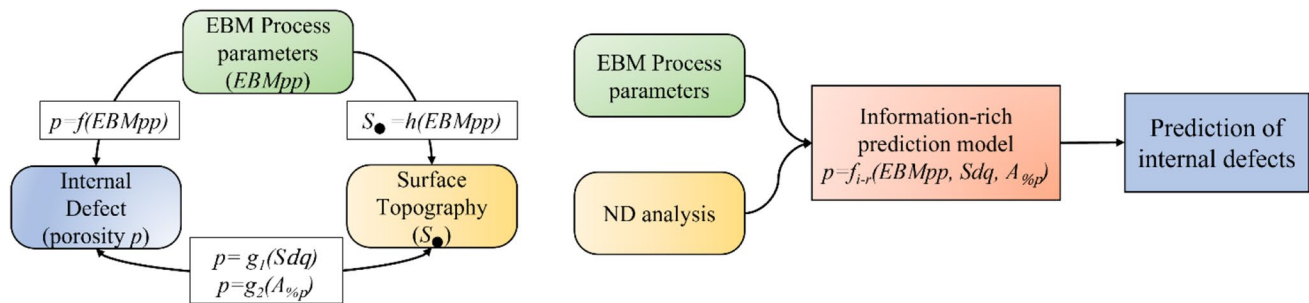 EBM Process
parameters
(EBMpp)
p=f(EBMpp)
S●=h(EBMpp)
Internal
Defect
(porosity p)
Surface
Topography
(S●)
p= g1(Sdq)
p=g2(A%p)
EBM Process
parameters
ND analysis
Information-rich
prediction model
p=fi-r(EBMpp, Sdq, A%p)
Prediction of
internal defects